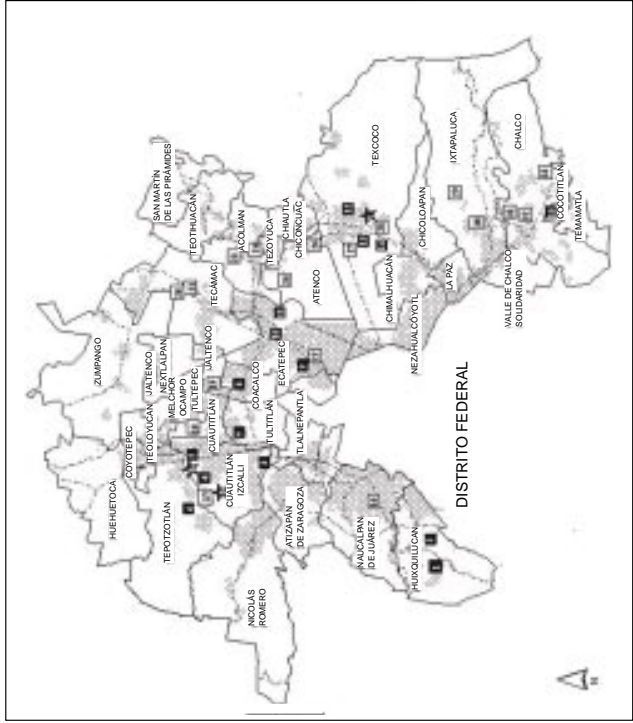 HUEHUETOCA
ZUMPANGO
COYOTEPEC
TEOLOYUCAN
TEPOTZOTLÁN
JALTENCO
NEXTLALPAN
MELCHOR
OCAMPO
TULTEPEC
JALTENCO
TECÁMAC
SAN MARTÍN
DE LAS PIRÁMIDES
TEOTIHUACÁN
ACOLMAN
TEZOYUCA
CHIAUTLA
CHICONCUAC
CUAUTITLÁN
CUAUTITLÁN
IZCALLI
NICOLÁS
ROMERO
COACALCO
TULTITLÁN
ECATEPEC
TLALNEPANTLA
ATENCO
TEXCOCO
ATIZAPÁN
DE ZARAGOZA
NAUCALPAN
DE JUÁREZ
HUIXQUILUCAN
DISTRITO FEDERAL
CHIMALHUACÁN
NEZAHUALCÓYOTL
CHICOLOAPAN
LA PAZ
IXTAPALUCA
VALLE DE CHALCO
SOLIDARIDAD
CHALCO
COCOTITLÁN
TEMAMATLA
N